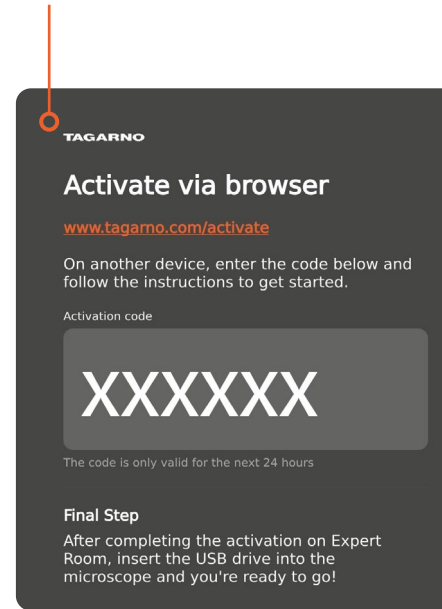 TAGARNO
Activate via browser
www.tagarno.com/activate
On another device, enter the code below and
follow the instructions to get started.
Activation code
XXXXXX
The code is only valid for the next 24 hours
Final Step
After completing the activation on Expert
Room, insert the USB drive into the
microscope and you're ready to go!